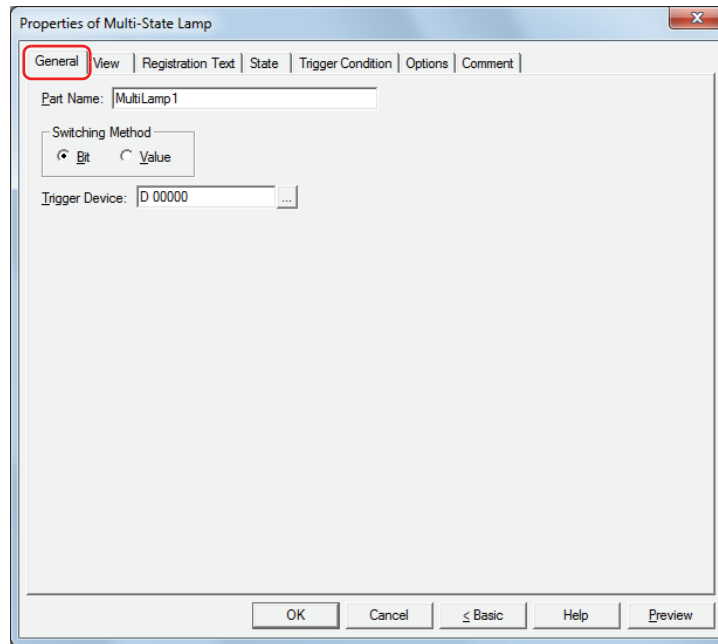 Properties of Multi-State Lamp
General View Registration Text State Trigger Condition Options Comment
Part Name: MultiLamp1
Switching Method
Bit Value
Trigger Device: D 00000 ...
OK Cancel < Basic Help Preview